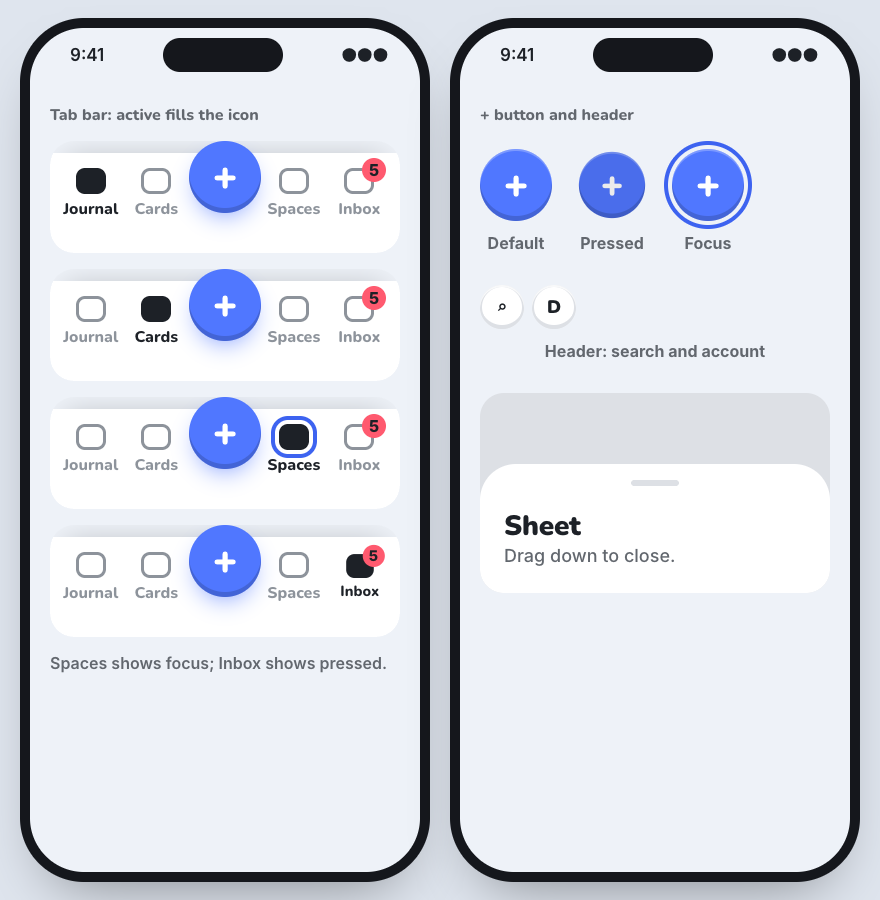 9:41
Tab bar: active fills the icon
Journal Cards + Spaces Inbox 5
Journal Cards + Spaces Inbox 5
Journal Cards + Spaces Inbox 5
Journal Cards + Spaces Inbox 5
Spaces shows focus; Inbox shows pressed.
9:41
+ button and header
+ + +
Default Pressed Focus
D
Header: search and account
Sheet
Drag down to close.